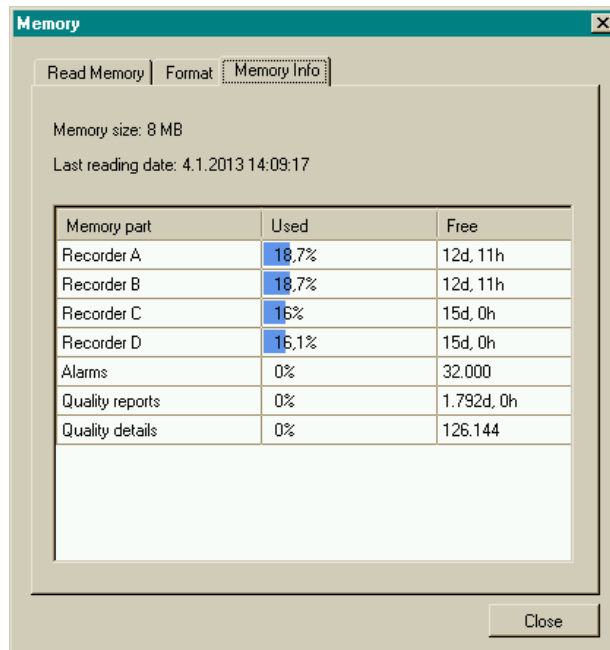 Memory
Read Memory Format Memory Info
Memory size: 8 MB
Last reading date: 4.1.2013 14:09:17
Memory part Used Free
Recorder A 18,7% 12d, 11h
Recorder B 18,7% 12d, 11h
Recorder C 16% 15d, 0h
Recorder D 16,1% 15d, 0h
Alarms 0% 32.000
Quality reports 0% 1.792d, 0h
Quality details 0% 126.144
Close